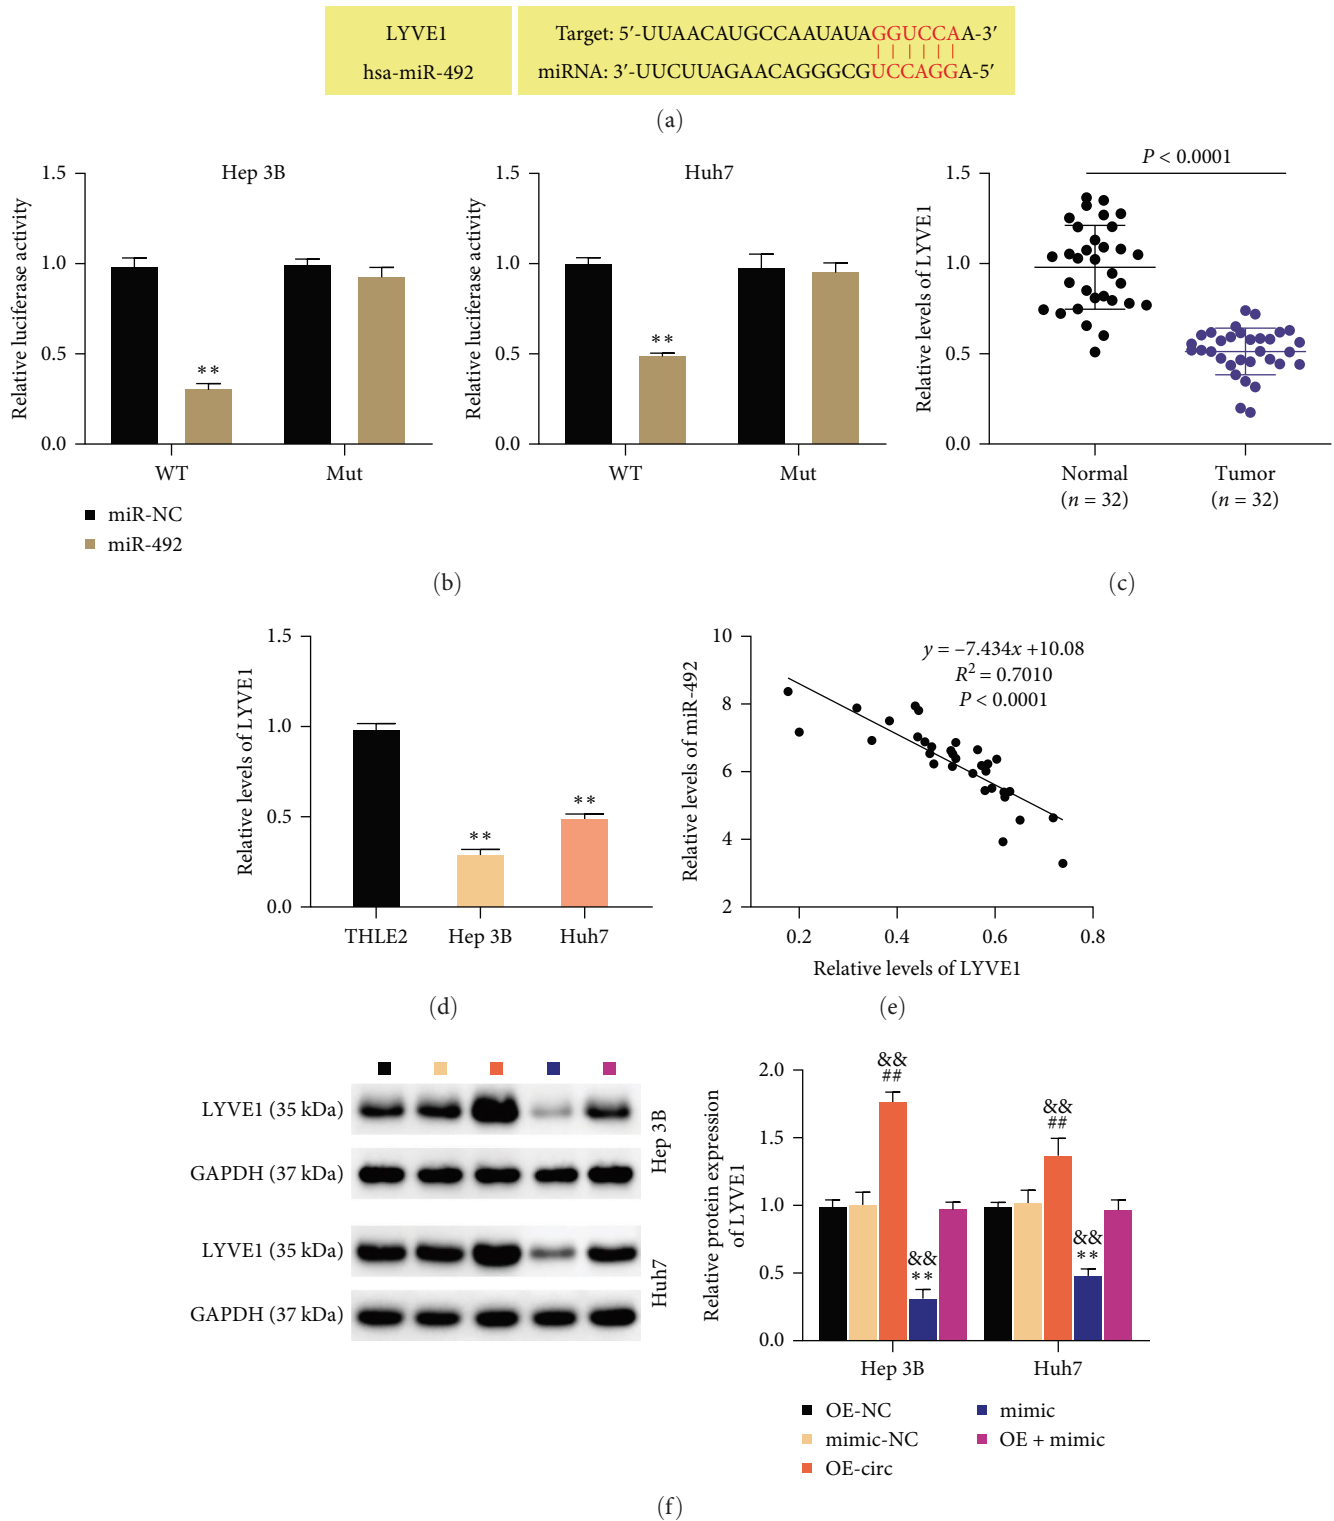 LYVE1
Target: 5′-UUAACAUGCCAAUAUAGGUCCAA-3′
hsa-miR-492
miRNA: 3′-UUCUUAGAACAGGGCGUCCAGGA-5′
(a)
Hep 3B
Relative luciferase activity
1.5
1.0
0.5
0.0
**
WT
Mut
miR-NC
miR-492
Huh7
Relative luciferase activity
1.5
1.0
0.5
0.0
**
WT
Mut
(b)
P < 0.0001
Relative levels of LYVE1
1.5
1.0
0.5
0.0
Normal
(n = 32)
Tumor
(n = 32)
(c)
Relative levels of LYVE1
1.5
1.0
0.5
0.0
**
**
THLE2
Hep 3B
Huh7
(d)
Relative levels of miR-492
10
8
6
4
2
y = –7.434x +10.08
R2 = 0.7010
P < 0.0001
0.2
0.4
0.6
0.8
Relative levels of LYVE1
(e)
LYVE1 (35 kDa)
GAPDH (37 kDa)
Hep 3B
LYVE1 (35 kDa)
GAPDH (37 kDa)
Huh7
Relative protein expression
of LYVE1
2.0
1.5
1.0
0.5
0.0
&&
##
&&
**
&&
##
&&
**
Hep 3B
Huh7
OE-NC
mimic-NC
OE-circ
mimic
OE + mimic
(f)